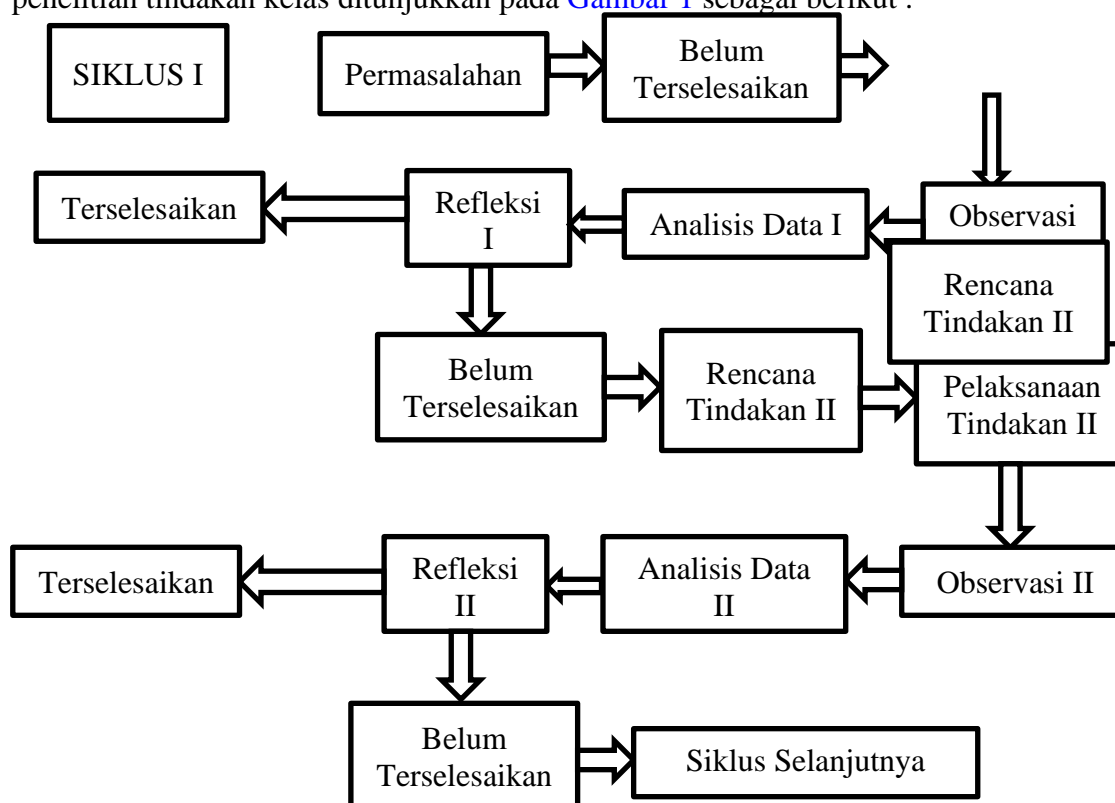 penelitian tindakan kelas ditunjukkan pada Gambar 1 sebagai berikut :
SIKLUS I
Permasalahan
Belum
Terselesaikan
Terselesaikan
Refleksi
I
Analisis Data I
Observasi
Rencana
Tindakan II
Belum
Terselesaikan
Rencana
Tindakan II
Pelaksanaan
Tindakan II
Terselesaikan
Refleksi
II
Analisis Data
II
Observasi II
Belum
Terselesaikan
Siklus Selanjutnya